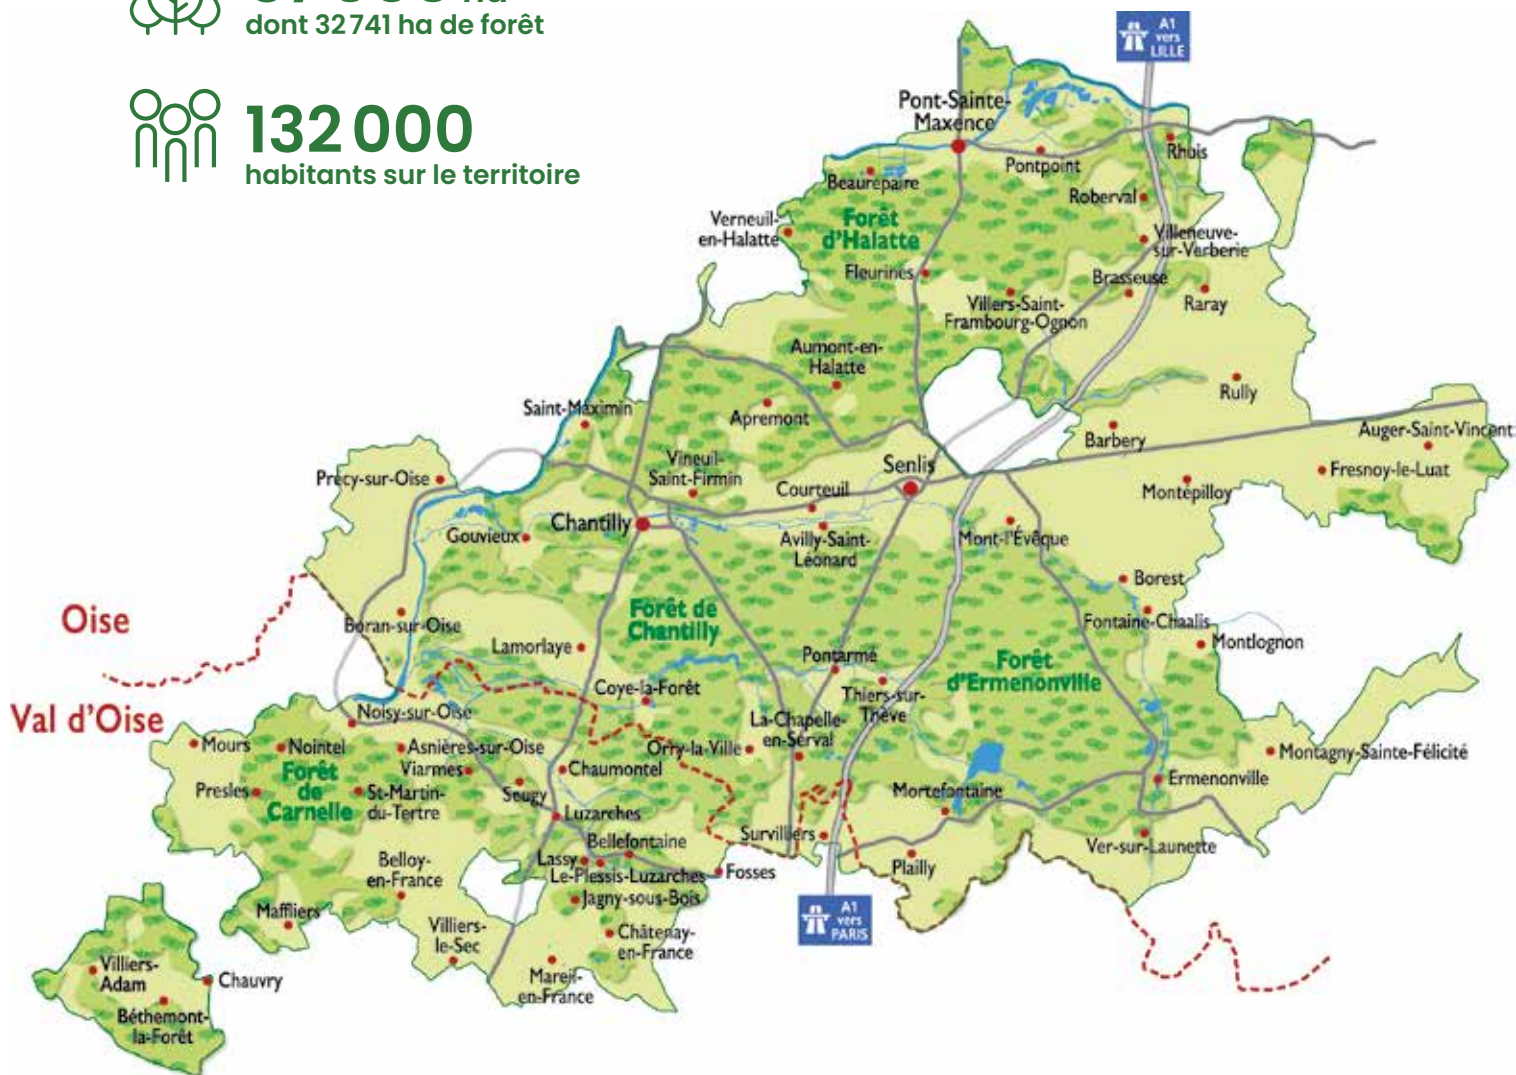 dont 32 741 ha de forêt
132 000
habitants sur le territoire
A1
vers
LILLE
Pont-Sainte-
Maxence
Rhuis
Pontpoint
Beaurepaire
Roberval
Verneuil-
en-Halatte
Forêt
d'Halatte
Villeneuve-
sur-Verberie
Fleurines
Brasseuse
Raray
Villers-Saint-
Frambourg-Ognon
Aumont-en-
Halatte
Rully
Saint-Maximin
Apremont
Barbery
Auger-Saint-Vincent
Vineuil-
Saint-Firmin
Senlis
Fresnoy-le-Luat
Précy-sur-Oise
Courteuil
Montépilloy
Chantilly
Gouvieux
Avilly-Saint-
Léonard
Mont-l'Évêque
Borest
Oise
Boran-sur-Oise
Forêt de
Chantilly
Fontaine-Chaalis
Montlognon
Lamorlaye
Pontarmé
Forêt
d'Ermenonville
Coye-la-Forêt
Thiers-sur-
Thève
Val d'Oise
Noisy-sur-Oise
La-Chapelle-
en-Serval
Mours
Nointel
Asnières-sur-Oise
Orry-la-Ville
Montagny-Sainte-Félicité
Viarmes
Chaumontel
Forêt
de
Carnelle
Ermenonville
Presles
St-Martin-
du-Tertre
Seugy
Mortefontaine
Luzarches
Survilliers
Bellefontaine
Ver-sur-Launette
Belloy-
en-France
Lassy
Le-Plessis-Luzarches
Fosses
Plailly
Jagny-sous-Bois
Maffliers
A1
vers
PARIS
Villiers-
le-Sec
Châtenay-
en-France
Villiers-
Adam
Chauvry
Mareil-
en-France
Béthemont-
la-Forêt